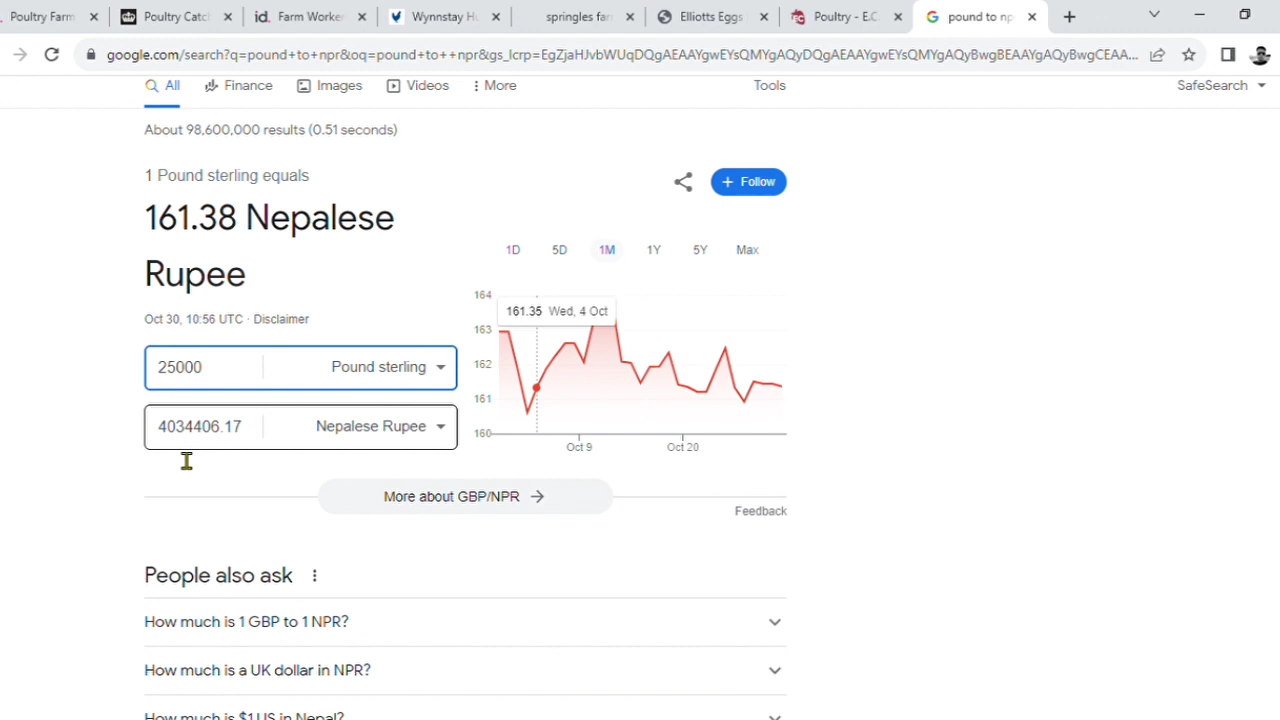 Poultry Farm
Poultry Catch
id. Farm Worker
Wynnstay Hu
springles far
Elliotts Eggs
Poultry - E.C
pound to np
google.com/search?q=pound+to+npr&oq=pound+to++npr&gs_lcrp=EgZjaHJvbWUqDQgAEAAYgwEYsQMYgAQyDQgAEAAYgwEYsQMYgAQyBwgBEAAYgAQyBwgCEAA...
All
Finance
Images
Videos
More
Tools
SafeSearch
About 98,600,000 results (0.51 seconds)
1 Pound sterling equals
161.38 Nepalese
Rupee
Oct 30, 10:56 UTC · Disclaimer
25000 Pound sterling
4034406.17 Nepalese Rupee
+ Follow
1D 5D 1M 1Y 5Y Max
164
161.35 Wed, 4 Oct
163
162
161
160
Oct 9 Oct 20
More about GBP/NPR
Feedback
People also ask
How much is 1 GBP to 1 NPR?
How much is a UK dollar in NPR?
How much is $1 US in Nepal?